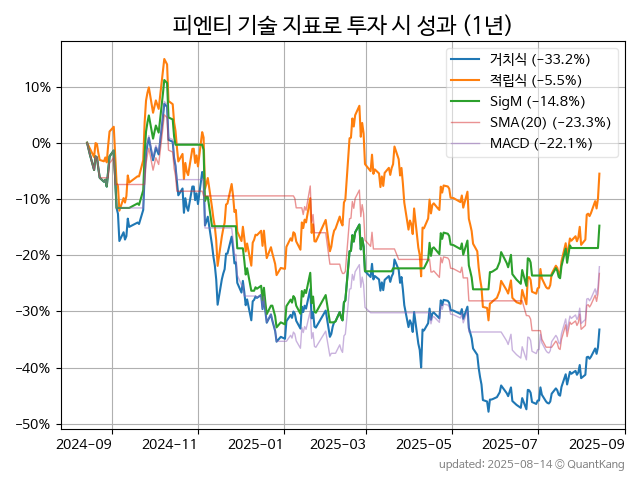 피엔티 기술 지표로 투자 시 성과 (1년)
거치식 (−33.2%)
적립식 (−5.5%)
SigM (−14.8%)
SMA(20) (−23.3%)
MACD (−22.1%)
10%
0%
−10%
−20%
−30%
−40%
−50%
2024-09 2024-11 2025-01 2025-03 2025-05 2025-07 2025-09
updated: 2025-08-14 © QuantKang